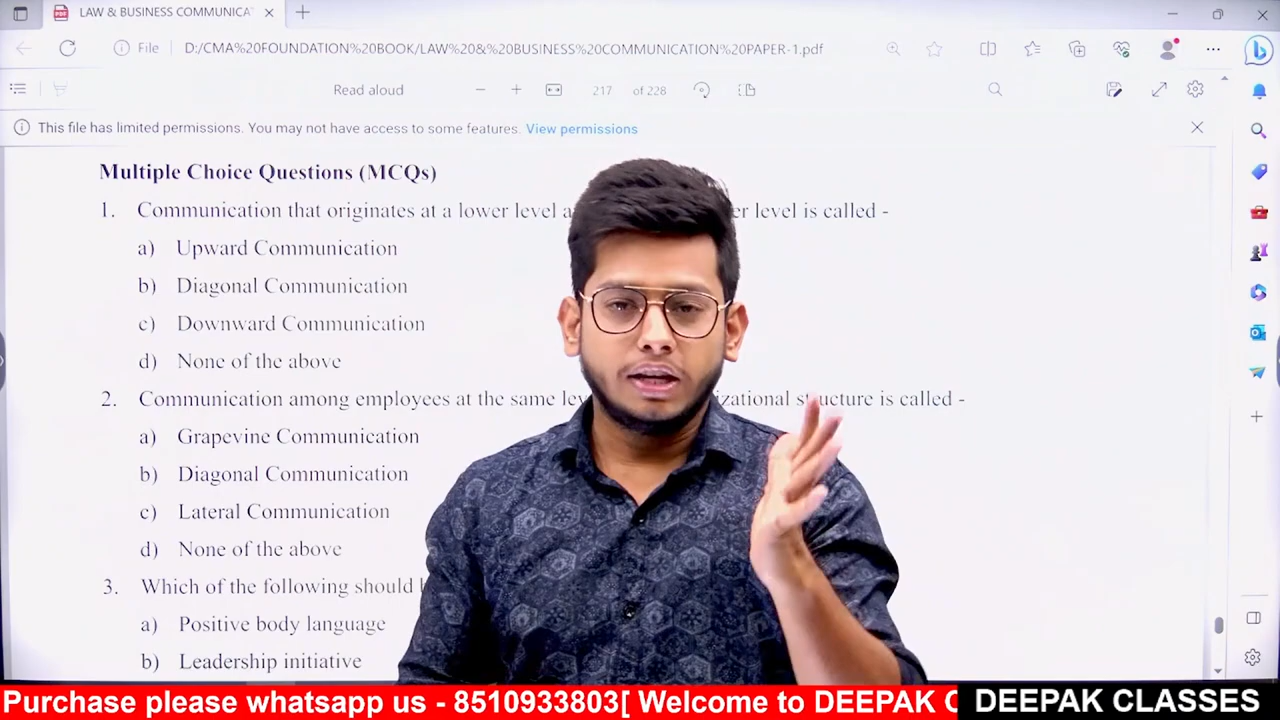 LAW & BUSINESS COMMUNICA
File D:/CMA%20FOUNDATION%20BOOK/LAW%20&%20BUSINESS%20COMMUNICATION%20PAPER-1.pdf
Read aloud 217 of 228
This file has limited permissions. You may not have access to some features. View permissions
Multiple Choice Questions (MCQs)
1. Communication that originates at a lower level level is called -
a) Upward Communication
b) Diagonal Communication
c) Downward Communication
d) None of the above
2. Communication among employees at the same structure is called -
a) Grapevine Communication
b) Diagonal Communication
c) Lateral Communication
d) None of the above
3. Which of the following should
a) Positive body language
b) Leadership initiative
Purchase please whatsapp us - 8510933803[ Welcome to DEEPAK
DEEPAK CLASSES